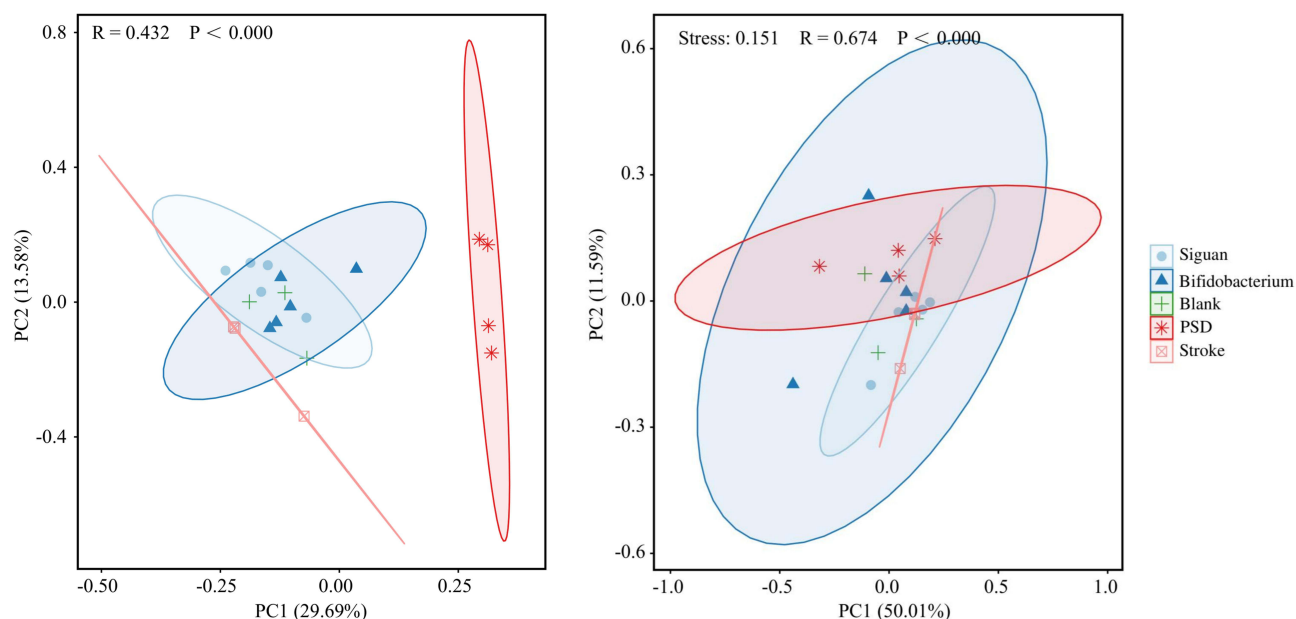 R = 0.432 P < 0.000
0.8
0.4
0.0
-0.4
PC2 (13.58%)
-0.50 -0.25 0.00 0.25
PC1 (29.69%)
Stress: 0.151 R = 0.674 P < 0.000
0.6
0.3
0.0
-0.3
-0.6
PC2 (11.59%)
-1.0 -0.5 0.0 0.5 1.0
PC1 (50.01%)
Siguan
Bifidobacterium
Blank
PSD
Stroke